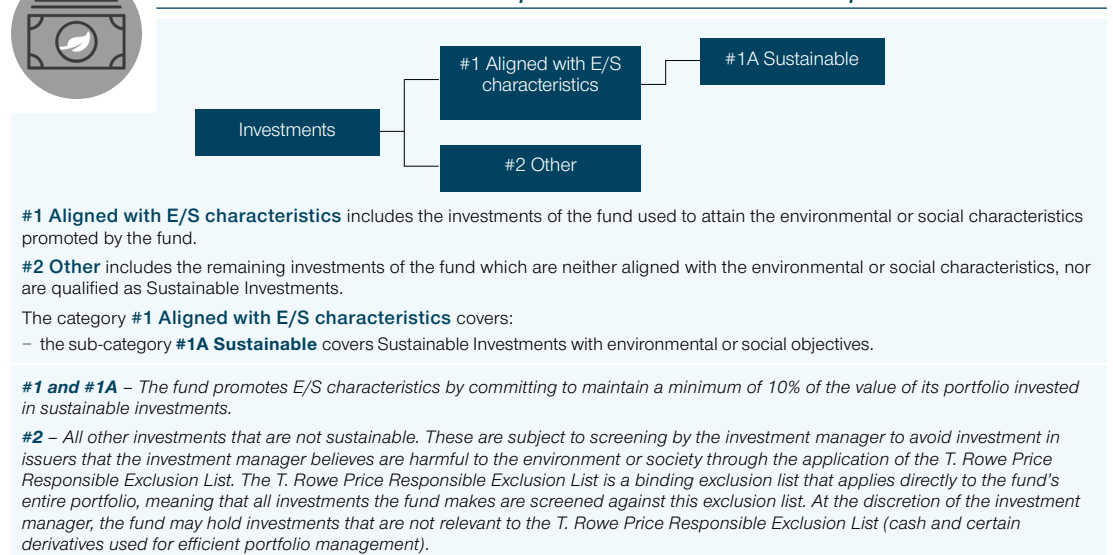 #1 Aligned with E/S
characteristics
#1A Sustainable
Investments
#2 Other
#1 Aligned with E/S characteristics includes the investments of the fund used to attain the environmental or social characteristics
promoted by the fund.
#2 Other includes the remaining investments of the fund which are neither aligned with the environmental or social characteristics, nor
are qualified as Sustainable Investments.
The category #1 Aligned with E/S characteristics covers:
– the sub-category #1A Sustainable covers Sustainable Investments with environmental or social objectives.
#1 and #1A – The fund promotes E/S characteristics by committing to maintain a minimum of 10% of the value of its portfolio invested
in sustainable investments.
#2 – All other investments that are not sustainable. These are subject to screening by the investment manager to avoid investment in
issuers that the investment manager believes are harmful to the environment or society through the application of the T. Rowe Price
Responsible Exclusion List. The T. Rowe Price Responsible Exclusion List is a binding exclusion list that applies directly to the fund's
entire portfolio, meaning that all investments the fund makes are screened against this exclusion list. At the discretion of the investment
manager, the fund may hold investments that are not relevant to the T. Rowe Price Responsible Exclusion List (cash and certain
derivatives used for efficient portfolio management).